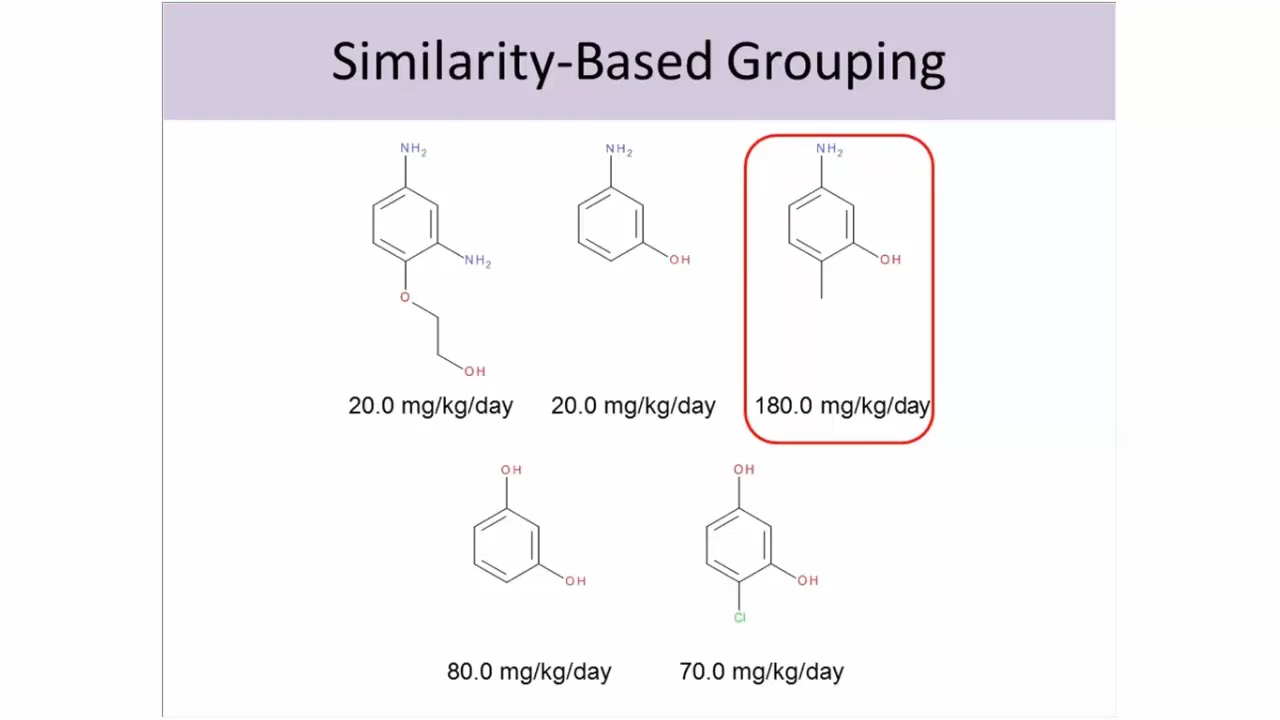 Similarity-Based Grouping
NH2 NH2 NH2
NH2 OH OH
O
OH
20.0 mg/kg/day 20.0 mg/kg/day 180.0 mg/kg/day
OH OH
OH OH
Cl
80.0 mg/kg/day 70.0 mg/kg/day